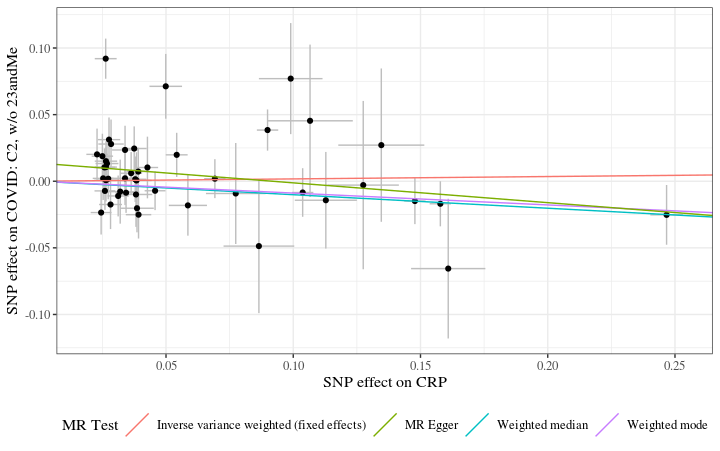 SNP effect on COVID: C2, w/o 23andMe
0.10
0.05
0.00
-0.05
-0.10
0.05
0.10
0.15
0.20
0.25
SNP effect on CRP
MR Test
Inverse variance weighted (fixed effects)
MR Egger
Weighted median
Weighted mode